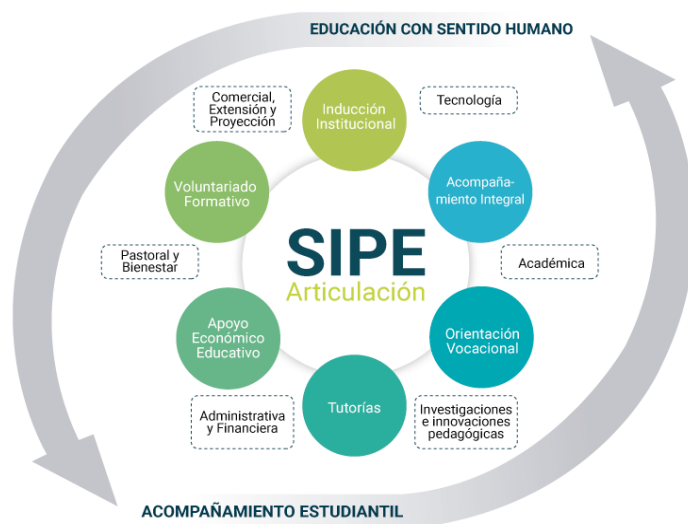 EDUCACIÓN CON SENTIDO HUMANO
Comercial,
Extensión y
Proyección
Inducción
Institucional
Tecnología
Voluntariado
Formativo
Acompaña-
miento Integral
SIPE
Articulación
Pastoral y
Bienestar
Académica
Apoyo
Económico
Educativo
Orientación
Vocacional
Administrativa
y Financiera
Tutorías
Investigaciones
e innovaciones
pedagógicas
ACOMPAÑAMIENTO ESTUDIANTIL